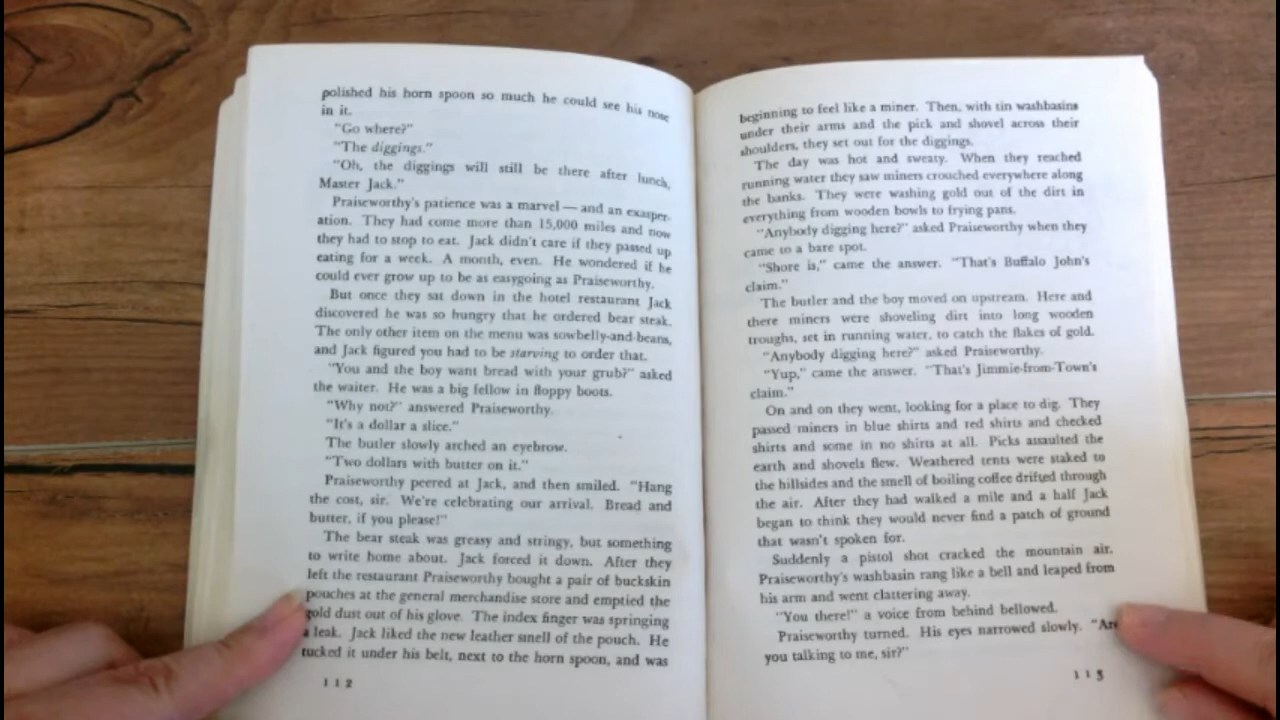 polished his horn spoon so much he could see his nose
in it.
"Go where?"
"The diggings."
"Oh, the diggings will still be there after lunch,
Master Jack."
Praiseworthy's patience was a marvel — and an exasper-
ation. They had come more than 15,000 miles and now
they had to stop to eat. Jack didn't care if they passed up
eating for a week. A month, even. He wondered if he
could ever grow up to be as easygoing as Praiseworthy.
But once they sat down in the hotel restaurant Jack
discovered he was so hungry that he ordered bear steak.
The only other item on the menu was sowbelly-and-beans,
and Jack figured you had to be starving to order that.
"You and the boy want bread with your grub?" asked
the waiter. He was a big fellow in floppy boots.
"Why not?" answered Praiseworthy.
"It's a dollar a slice."
The butler slowly arched an eyebrow.
"Two dollars with butter on it."
Praiseworthy peered at Jack, and then smiled. "Hang
the cost, sir. We're celebrating our arrival. Bread and
butter, if you please!"
The bear steak was greasy and stringy, but something
to write home about. Jack forced it down. After they
left the restaurant Praiseworthy bought a pair of buckskin
pouches at the general merchandise store and emptied the
gold dust out of his glove. The index finger was springing
a leak. Jack liked the new leather smell of the pouch. He
tucked it under his belt, next to the horn spoon, and was
112
beginning to feel like a miner. Then, with tin washbasins
under their arms and the pick and shovel across their
shoulders, they set out for the diggings.
The day was hot and sweaty. When they reached
running water they saw miners crouched everywhere along
the banks. They were washing gold out of the dirt in
everything from wooden bowls to frying pans.
"Anybody digging here?" asked Praiseworthy when they
came to a bare spot.
"Shore is," came the answer. "That's Buffalo John's
claim."
The butler and the boy moved on upstream. Here and
there miners were shoveling dirt into long wooden
troughs, set in running water, to catch the flakes of gold.
"Anybody digging here?" asked Praiseworthy.
"Yup," came the answer. "That's Jimmie-from-Town's
claim."
On and on they went, looking for a place to dig. They
passed miners in blue shirts and red shirts and checked
shirts and some in no shirts at all. Picks assaulted the
earth and shovels flew. Weathered tents were staked to
the hillsides and the smell of boiling coffee drifted through
the air. After they had walked a mile and a half Jack
began to think they would never find a patch of ground
that wasn't spoken for.
Suddenly a pistol shot cracked the mountain air.
Praiseworthy's washbasin rang like a bell and leaped from
his arm and went clattering away.
"You there!" a voice from behind bellowed.
Praiseworthy turned. His eyes narrowed slowly. "Are
you talking to me, sir?"
113